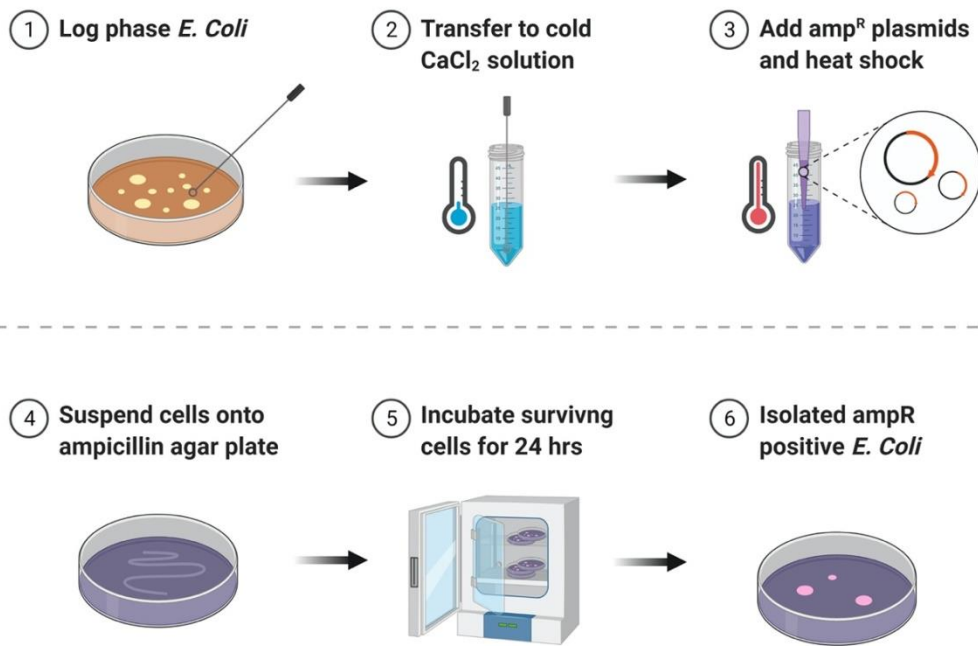 1 Log phase E. Coli
2 Transfer to cold
CaCl₂ solution
3 Add ampᴿ plasmids
and heat shock
4 Suspend cells onto
ampicillin agar plate
5 Incubate survivng
cells for 24 hrs
6 Isolated ampR
positive E. Coli